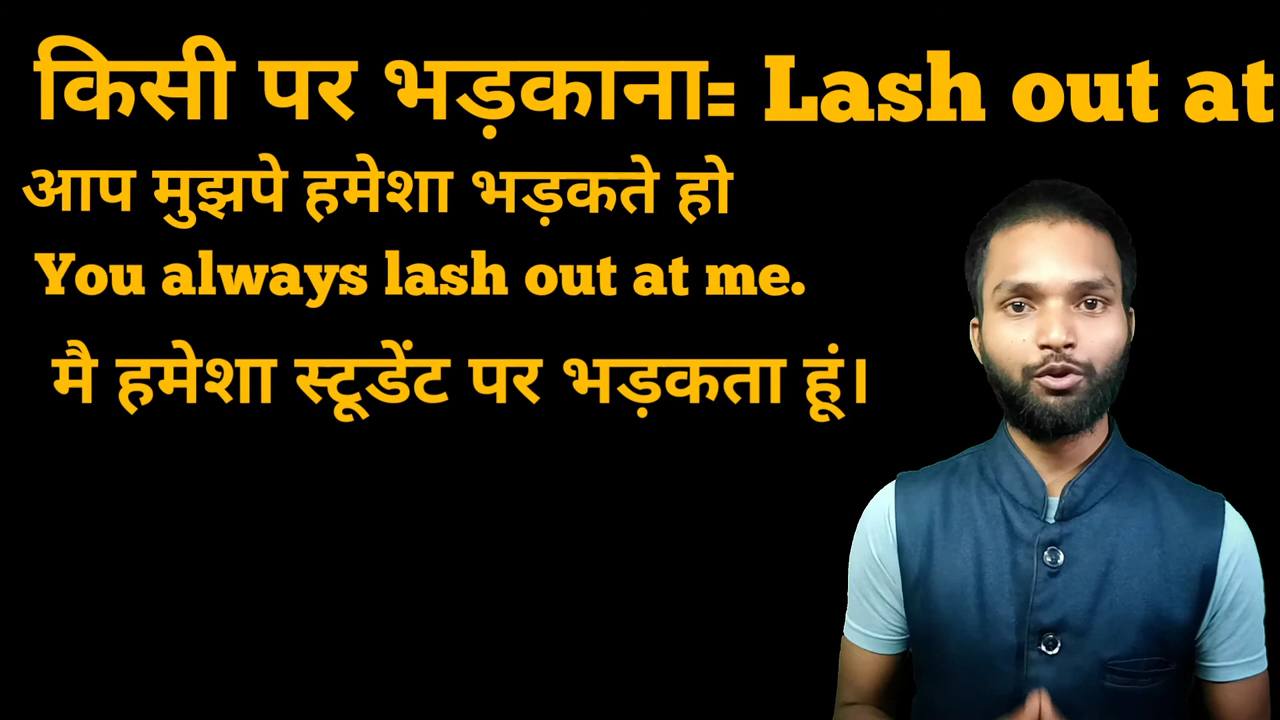 किसी पर भड़काना= Lash out at
आप मुझपे हमेशा भड़कते हो
You always lash out at me.
मै हमेशा स्टूडेंट पर भड़कता हूं।